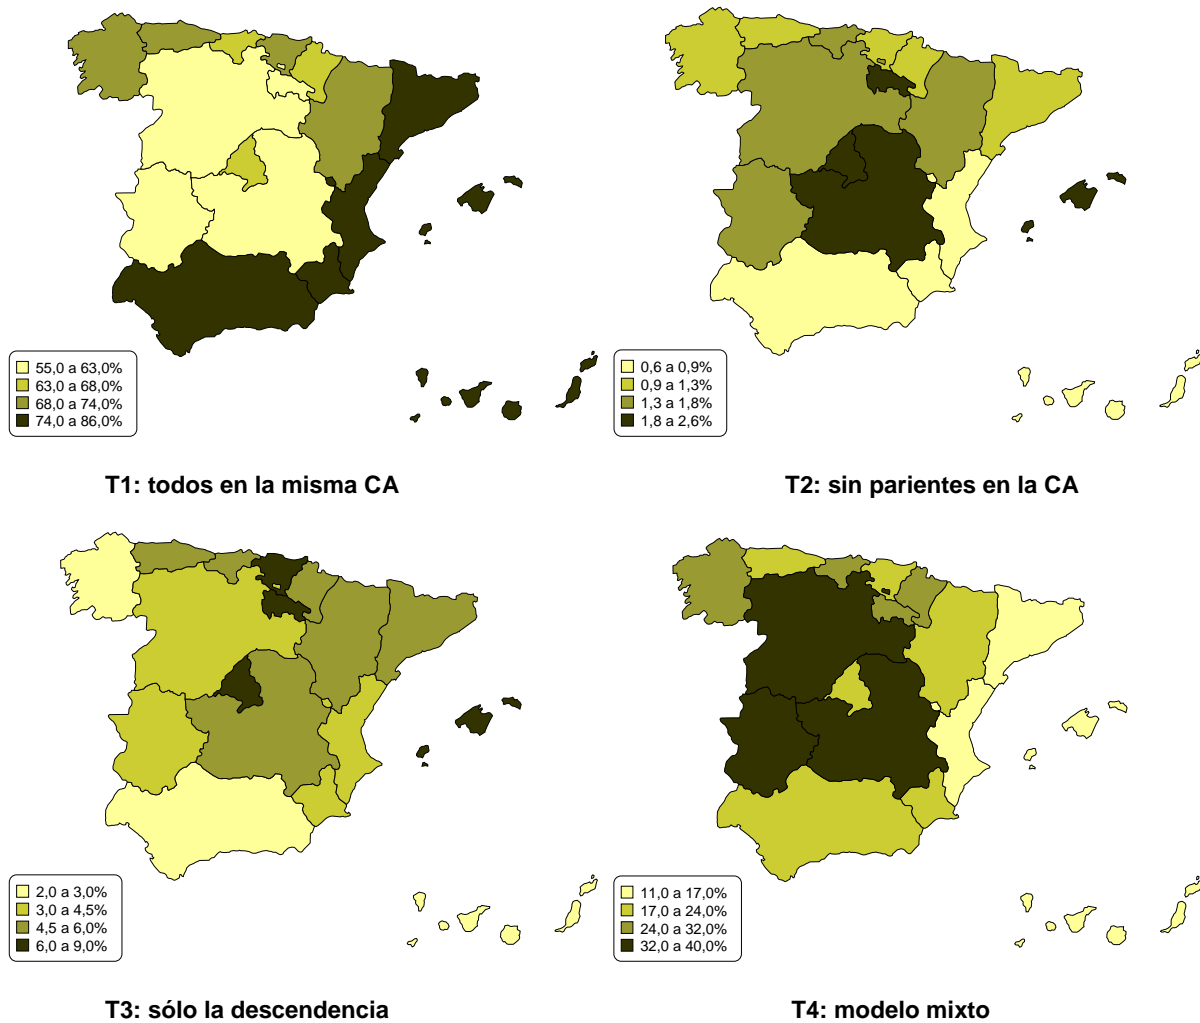 55,0 a 63,0%
63,0 a 68,0%
68,0 a 74,0%
74,0 a 86,0%
T1: todos en la misma CA
0,6 a 0,9%
0,9 a 1,3%
1,3 a 1,8%
1,8 a 2,6%
T2: sin parientes en la CA
2,0 a 3,0%
3,0 a 4,5%
4,5 a 6,0%
6,0 a 9,0%
T3: sólo la descendencia
11,0 a 17,0%
17,0 a 24,0%
24,0 a 32,0%
32,0 a 40,0%
T4: modelo mixto